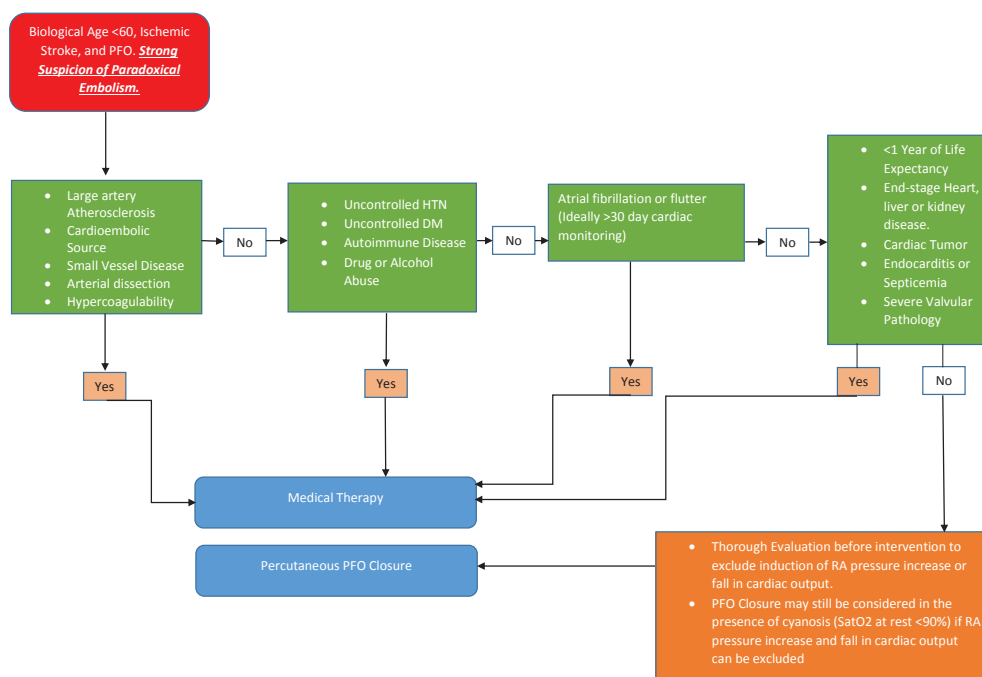 Biological Age <60, Ischemic
Stroke, and PFO. Strong
Suspicion of Paradoxical
Embolism.
• Large artery
Atherosclerosis
• Cardioembolic
Source
• Small Vessel Disease
• Arterial dissection
• Hypercoagulability
No
• Uncontrolled HTN
• Uncontrolled DM
• Autoimmune Disease
• Drug or Alcohol
Abuse
No
Atrial fibrillation or flutter
(Ideally >30 day cardiac
monitoring)
No
• <1 Year of Life
Expectancy
• End-stage Heart,
liver or kidney
disease.
• Cardiac Tumor
• Endocarditis or
Septicemia
• Severe Valvular
Pathology
Yes
Yes
Yes
Yes
No
Medical Therapy
Percutaneous PFO Closure
• Thorough Evaluation before intervention to
exclude induction of RA pressure increase or
fall in cardiac output.
• PFO Closure may still be considered in the
presence of cyanosis (SatO2 at rest <90%) if RA
pressure increase and fall in cardiac output
can be excluded